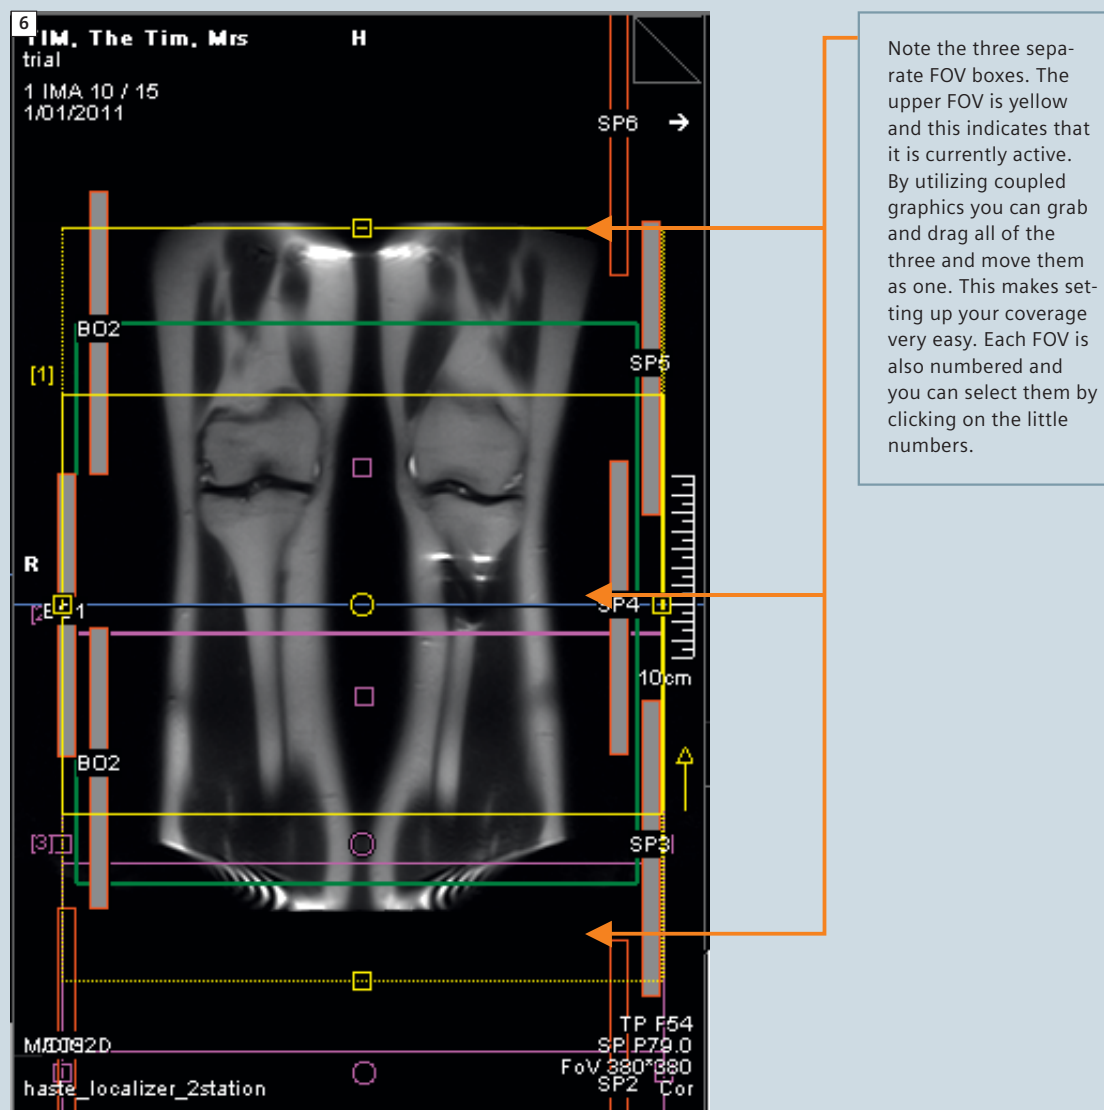 6
TIM, The Tim, Mrs
H
trial
1 IMA 10 / 15
1/01/2011
SP6
BO2
SP5
[1]
R
SP4
10cm
BO2
[3]
SP3
TP F54
SP P79.0
FoV 380*380
SP2
Cor
haste_localizer_2station
Note the three sepa-
rate FOV boxes. The
upper FOV is yellow
and this indicates that
it is currently active.
By utilizing coupled
graphics you can grab
and drag all of the
three and move them
as one. This makes set-
ting up your coverage
very easy. Each FOV is
also numbered and
you can select them by
clicking on the little
numbers.